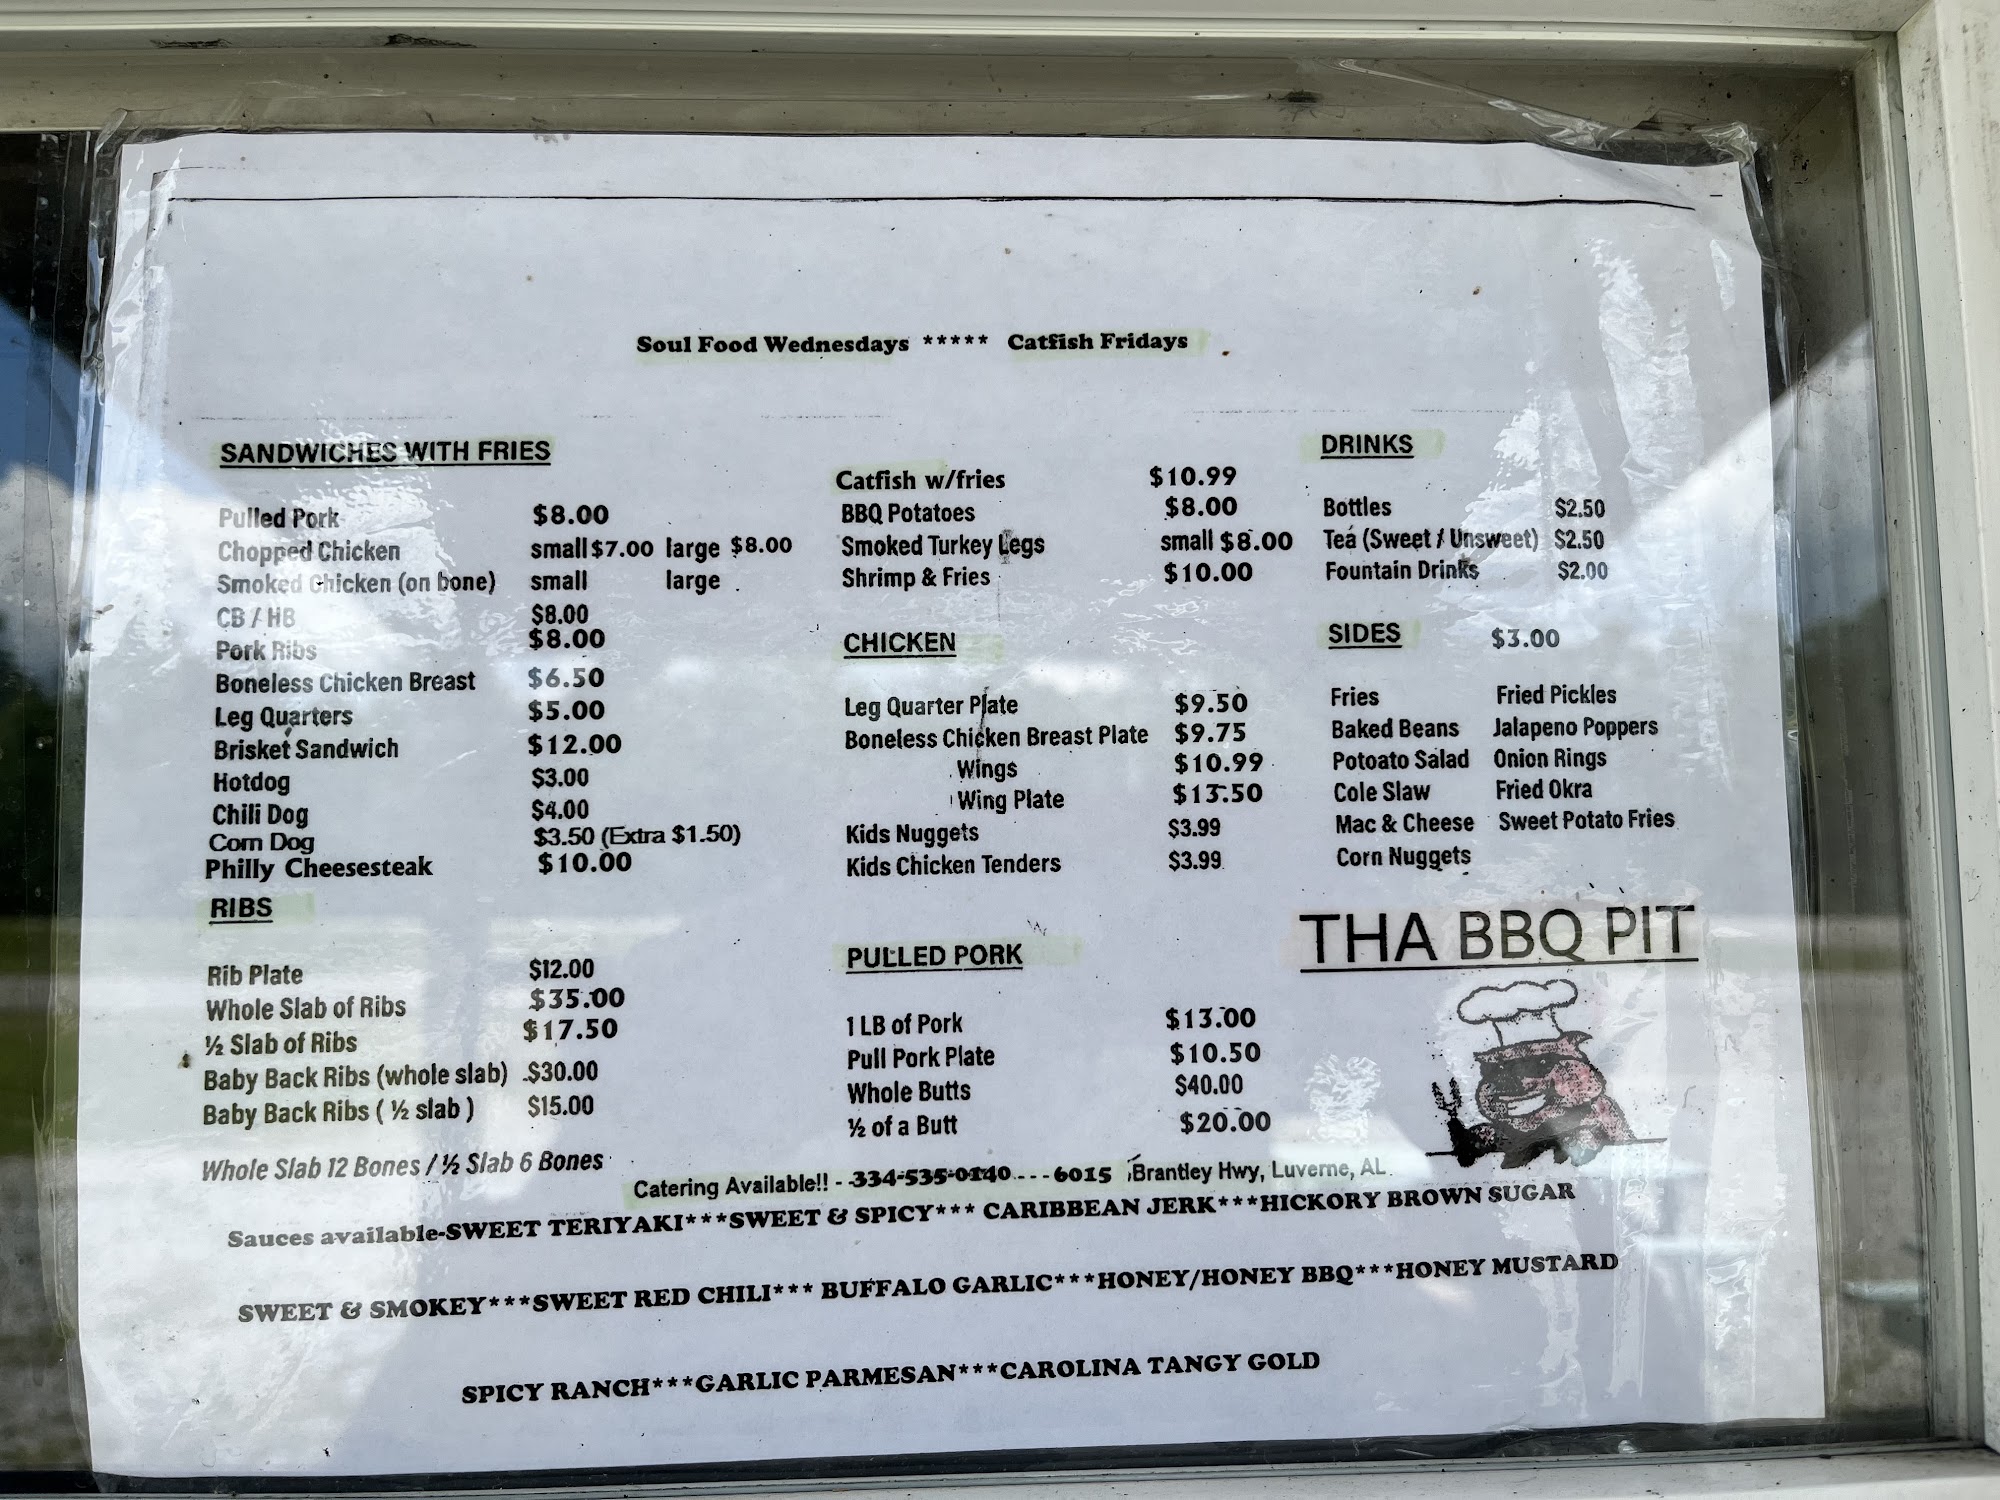 Soul Food Wednesdays ***** Catfish Fridays
SANDWICHES WITH FRIES
Pulled Pork $8.00
Chopped Chicken small $7.00 large $8.00
Smoked Chicken (on bone) small large
CB / HB $8.00
Pork Ribs $8.00
Boneless Chicken Breast $6.50
Leg Quarters $5.00
Brisket Sandwich $12.00
Hotdog $3.00
Chili Dog $4.00
Corn Dog $3.50 (Extra $1.50)
Philly Cheesesteak $10.00
RIBS
Rib Plate $12.00
Whole Slab of Ribs $35.00
½ Slab of Ribs $17.50
Baby Back Ribs (whole slab) $30.00
Baby Back Ribs ( ½ slab ) $15.00
Whole Slab 12 Bones / ½ Slab 6 Bones
Catfish w/fries $10.99
BBQ Potatoes $8.00
Smoked Turkey Legs small $8.00
Shrimp & Fries $10.00
CHICKEN
Leg Quarter Plate $9.50
Boneless Chicken Breast Plate $9.75
Wings $10.99
Wing Plate $13.50
Kids Nuggets $3.99
Kids Chicken Tenders $3.99
PULLED PORK
1 LB of Pork $13.00
Pull Pork Plate $10.50
Whole Butts $40.00
½ of a Butt $20.00
DRINKS
Bottles $2.50
Tea (Sweet / Unsweet) $2.50
Fountain Drinks $2.00
SIDES $3.00
Fries Fried Pickles
Baked Beans Jalapeno Poppers
Potoato Salad Onion Rings
Cole Slaw Fried Okra
Mac & Cheese Sweet Potato Fries
Corn Nuggets
THA BBQ PIT
Catering Available!! - -334-535-0140 - - - 6015 Brantley Hwy, Luverne, AL
Sauces available-SWEET TERIYAKI***SWEET & SPICY*** CARIBBEAN JERK***HICKORY BROWN SUGAR
SWEET & SMOKEY***SWEET RED CHILI*** BUFFALO GARLIC***HONEY/HONEY BBQ***HONEY MUSTARD
SPICY RANCH***GARLIC PARMESAN***CAROLINA TANGY GOLD